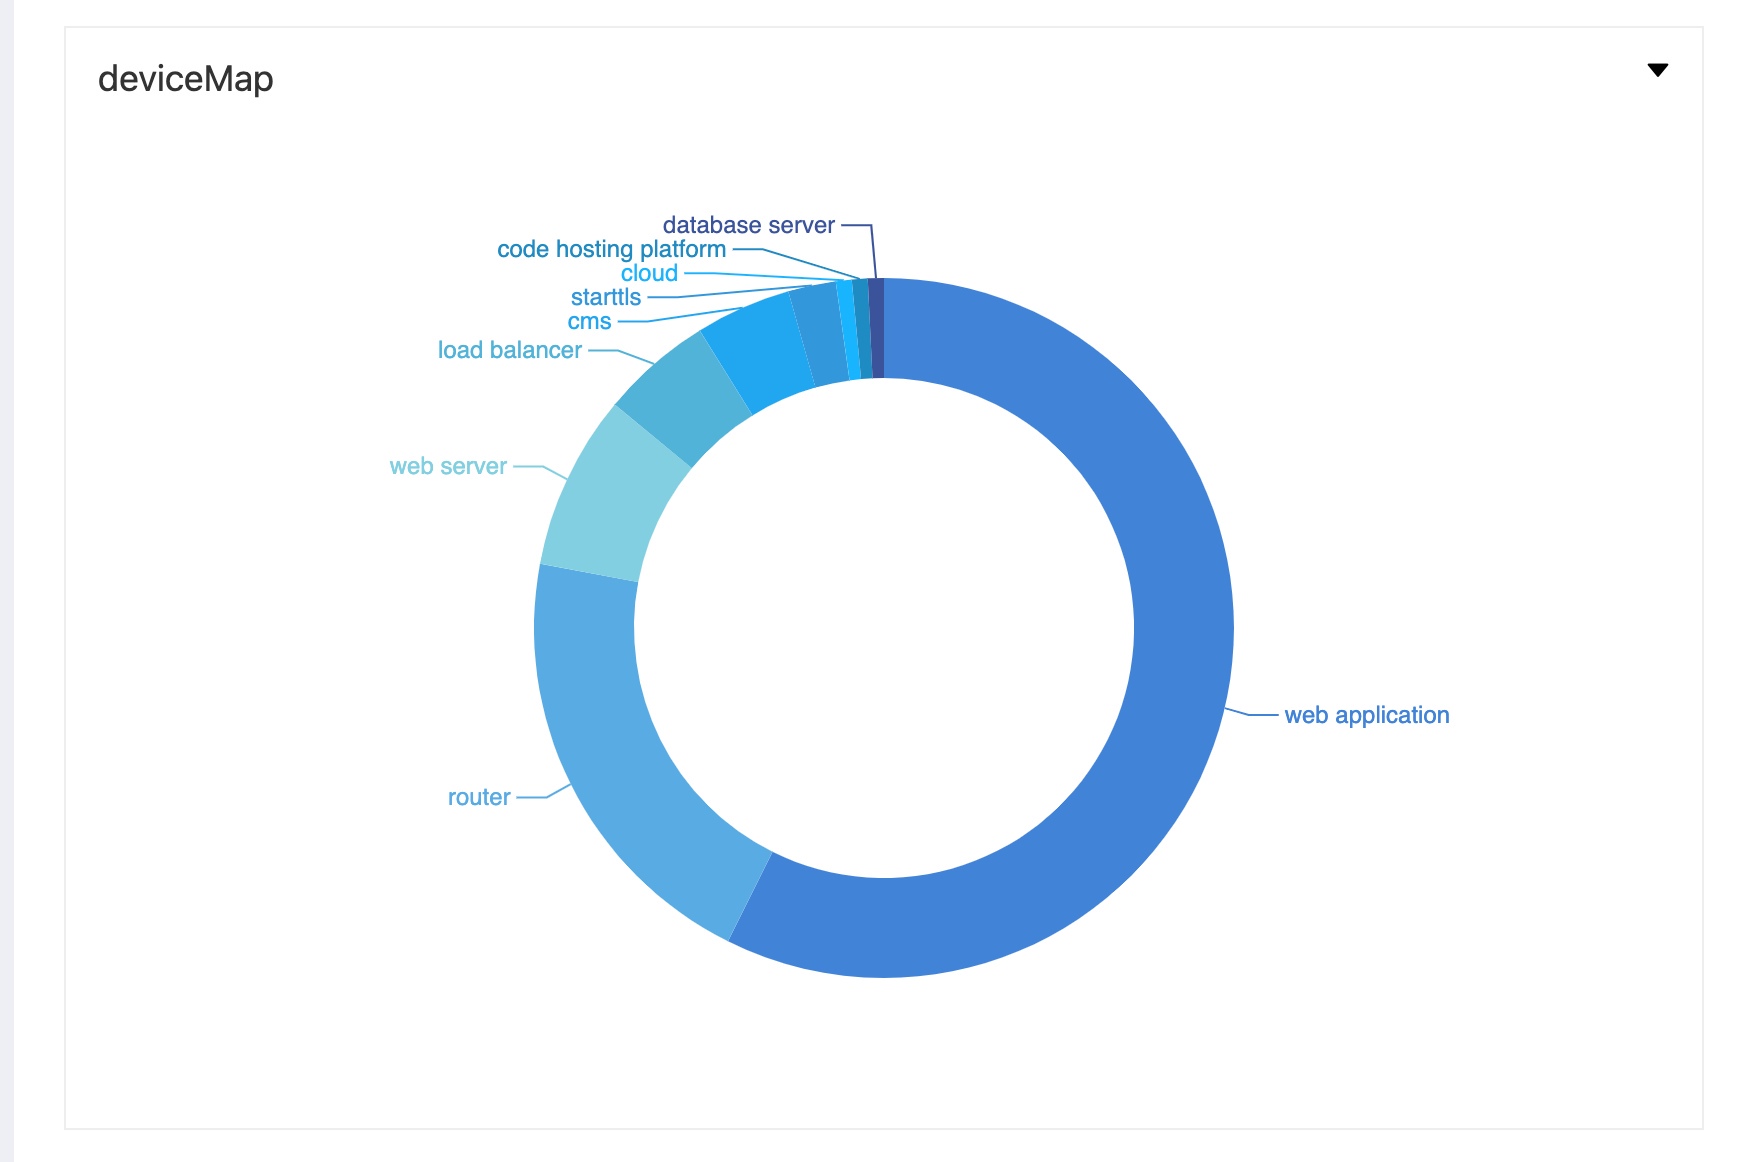 deviceMap
database server
code hosting platform
cloud
starttls
cms
load balancer
web server
web application
router